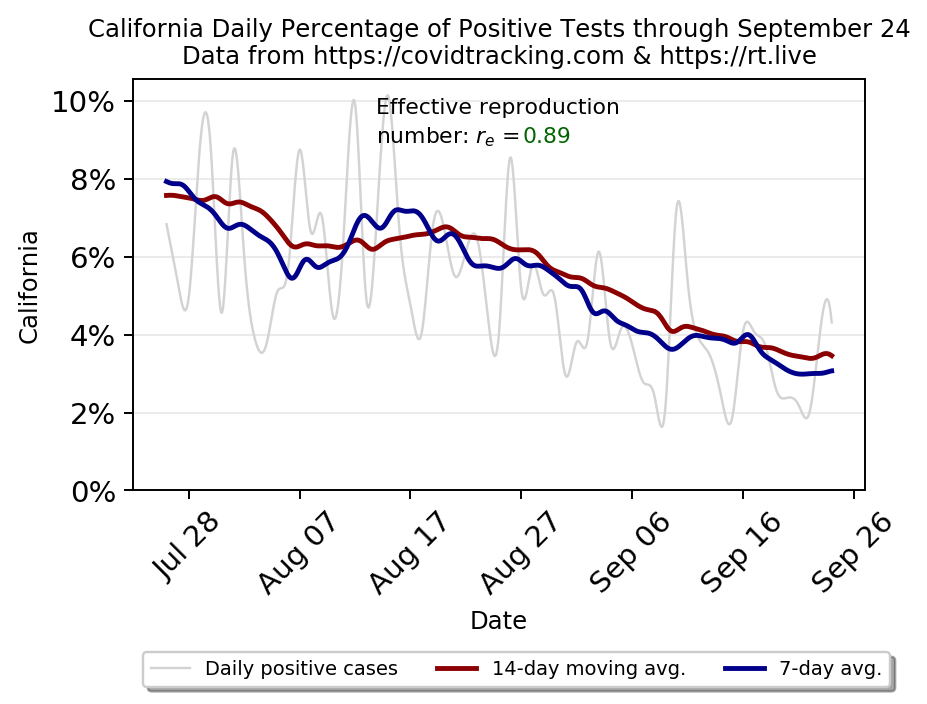 California Daily Percentage of Positive Tests through September 24
Data from https://covidtracking.com & https://rt.live
Effective reproduction
number: rₑ = 0.89
10%
8%
6%
4%
2%
0%
California
Jul 28
Aug 07
Aug 17
Aug 27
Sep 06
Sep 16
Sep 26
Date
Daily positive cases
14-day moving avg.
7-day avg.